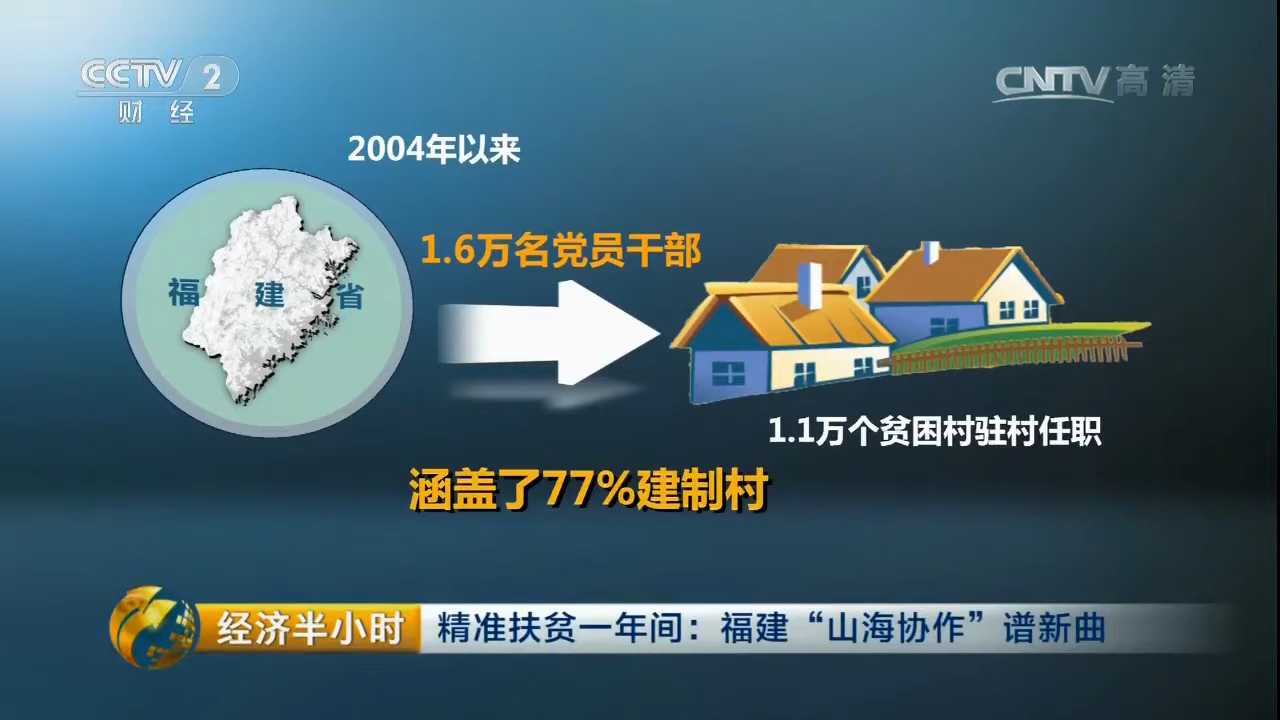 CCTV 2
财 经
CNTV高清
2004年以来
1.6万名党员干部
福 建 省
1.1万个贫困村驻村任职
涵盖了77%建制村
经济半小时
精准扶贫一年间：福建“山海协作”谱新曲